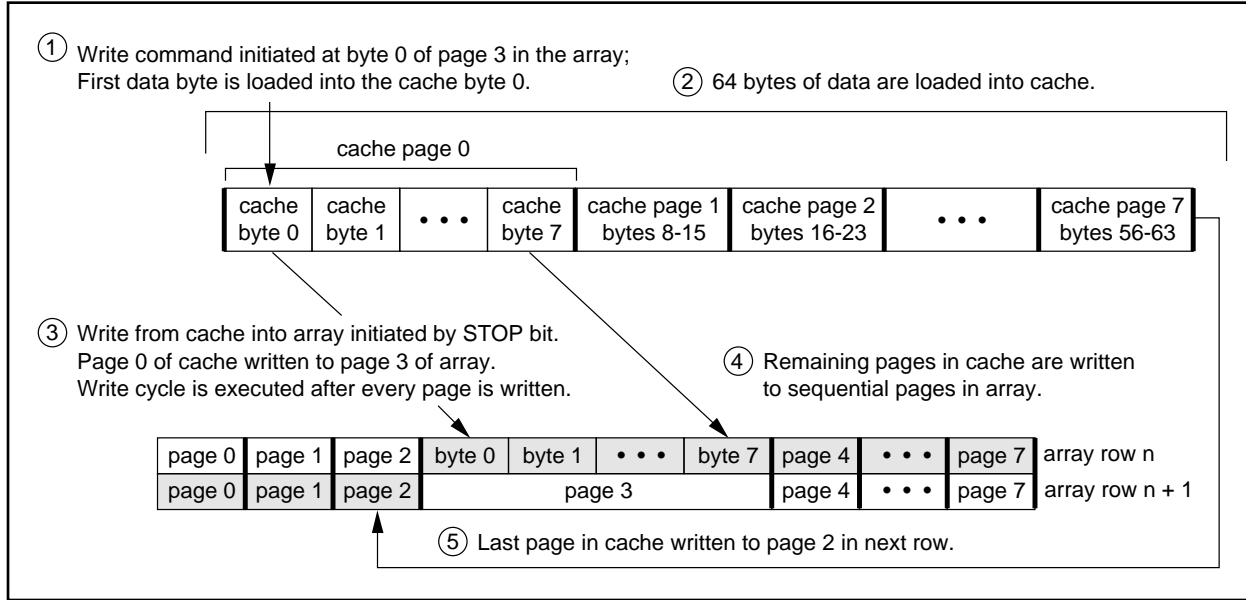 ① Write command initiated at byte 0 of page 3 in the array;
First data byte is loaded into the cache byte 0.
② 64 bytes of data are loaded into cache.
cache page 0
cache byte 0
cache byte 1
• • •
cache byte 7
cache page 1 bytes 8-15
cache page 2 bytes 16-23
• • •
cache page 7 bytes 56-63
③ Write from cache into array initiated by STOP bit.
Page 0 of cache written to page 3 of array.
Write cycle is executed after every page is written.
④ Remaining pages in cache are written
to sequential pages in array.
page 0 page 1 page 2 byte 0 byte 1 • • • byte 7 page 4 • • • page 7 array row n
page 0 page 1 page 2 page 3 page 4 • • • page 7 array row n + 1
⑤ Last page in cache written to page 2 in next row.